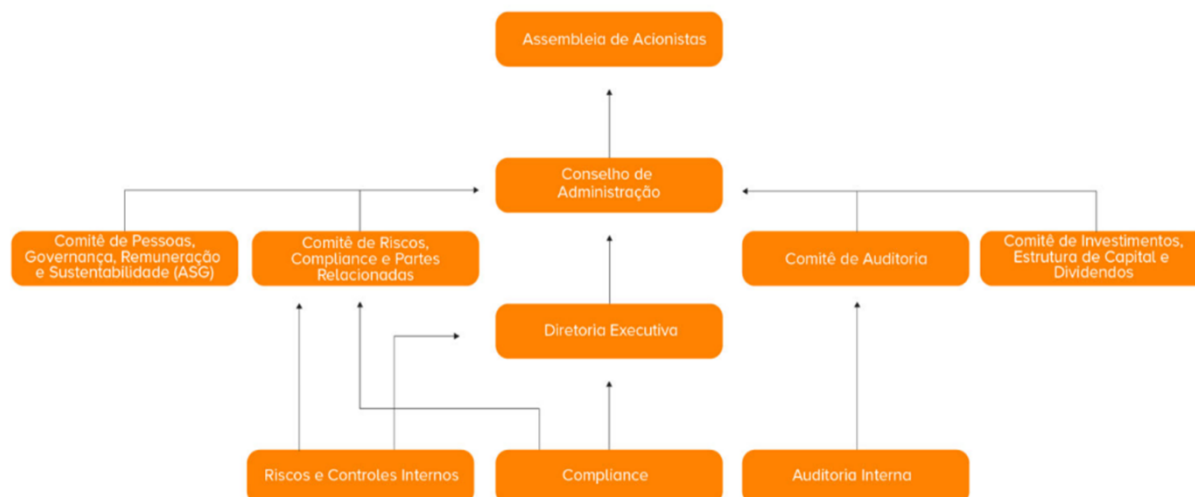 Assembleia de Acionistas
Conselho de
Administração
Comitê de Pessoas,
Governança, Remuneração
e Sustentabilidade (ASG)
Comitê de Riscos,
Compliance e Partes
Relacionadas
Comitê de Auditoria
Comitê de Investimentos,
Estrutura de Capital e
Dividendos
Diretoria Executiva
Riscos e Controles Internos
Compliance
Auditoria Interna